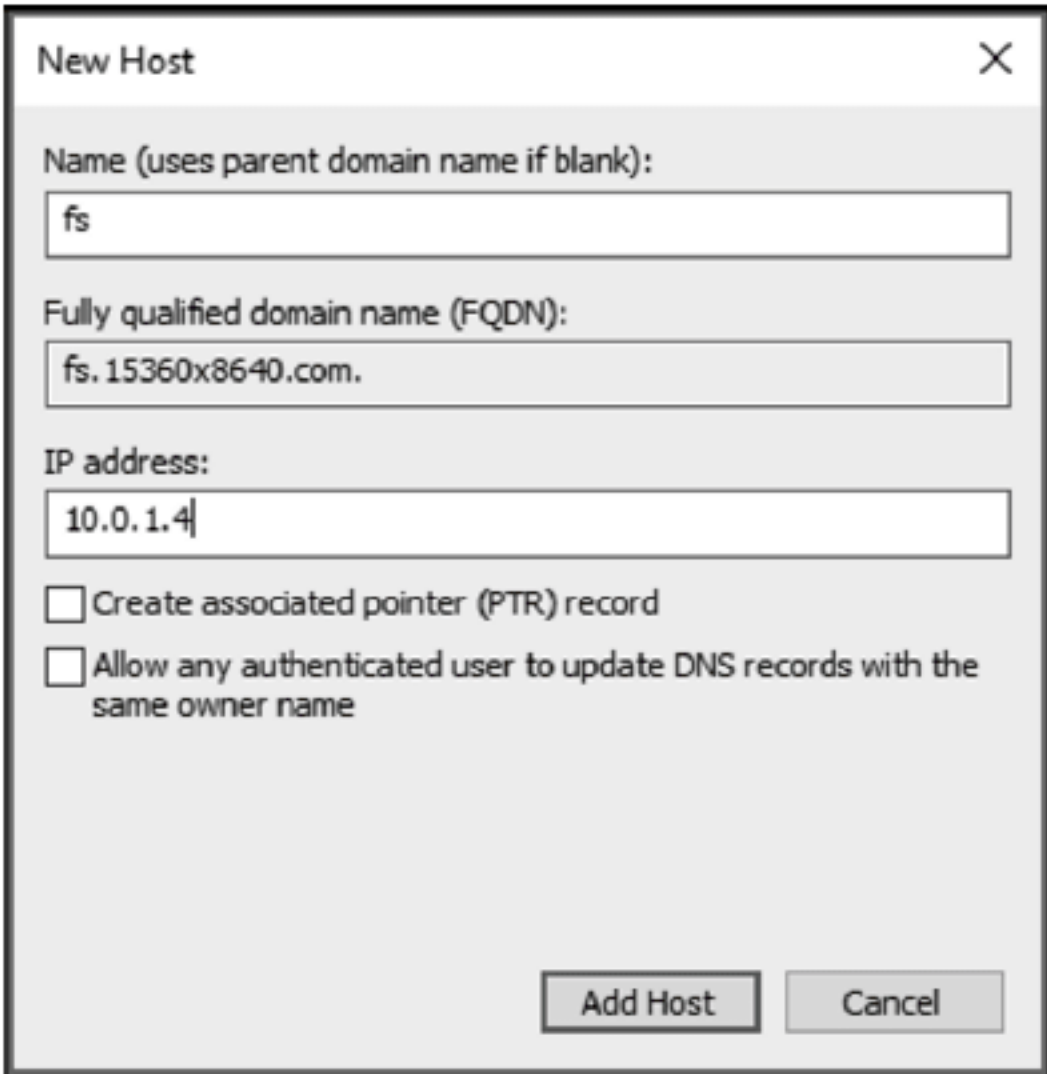 New Host
Name (uses parent domain name if blank):
fs
Fully qualified domain name (FQDN):
fs.15360x8640.com.
IP address:
10.0.1.4
Create associated pointer (PTR) record
Allow any authenticated user to update DNS records with the
same owner name
Add Host
Cancel